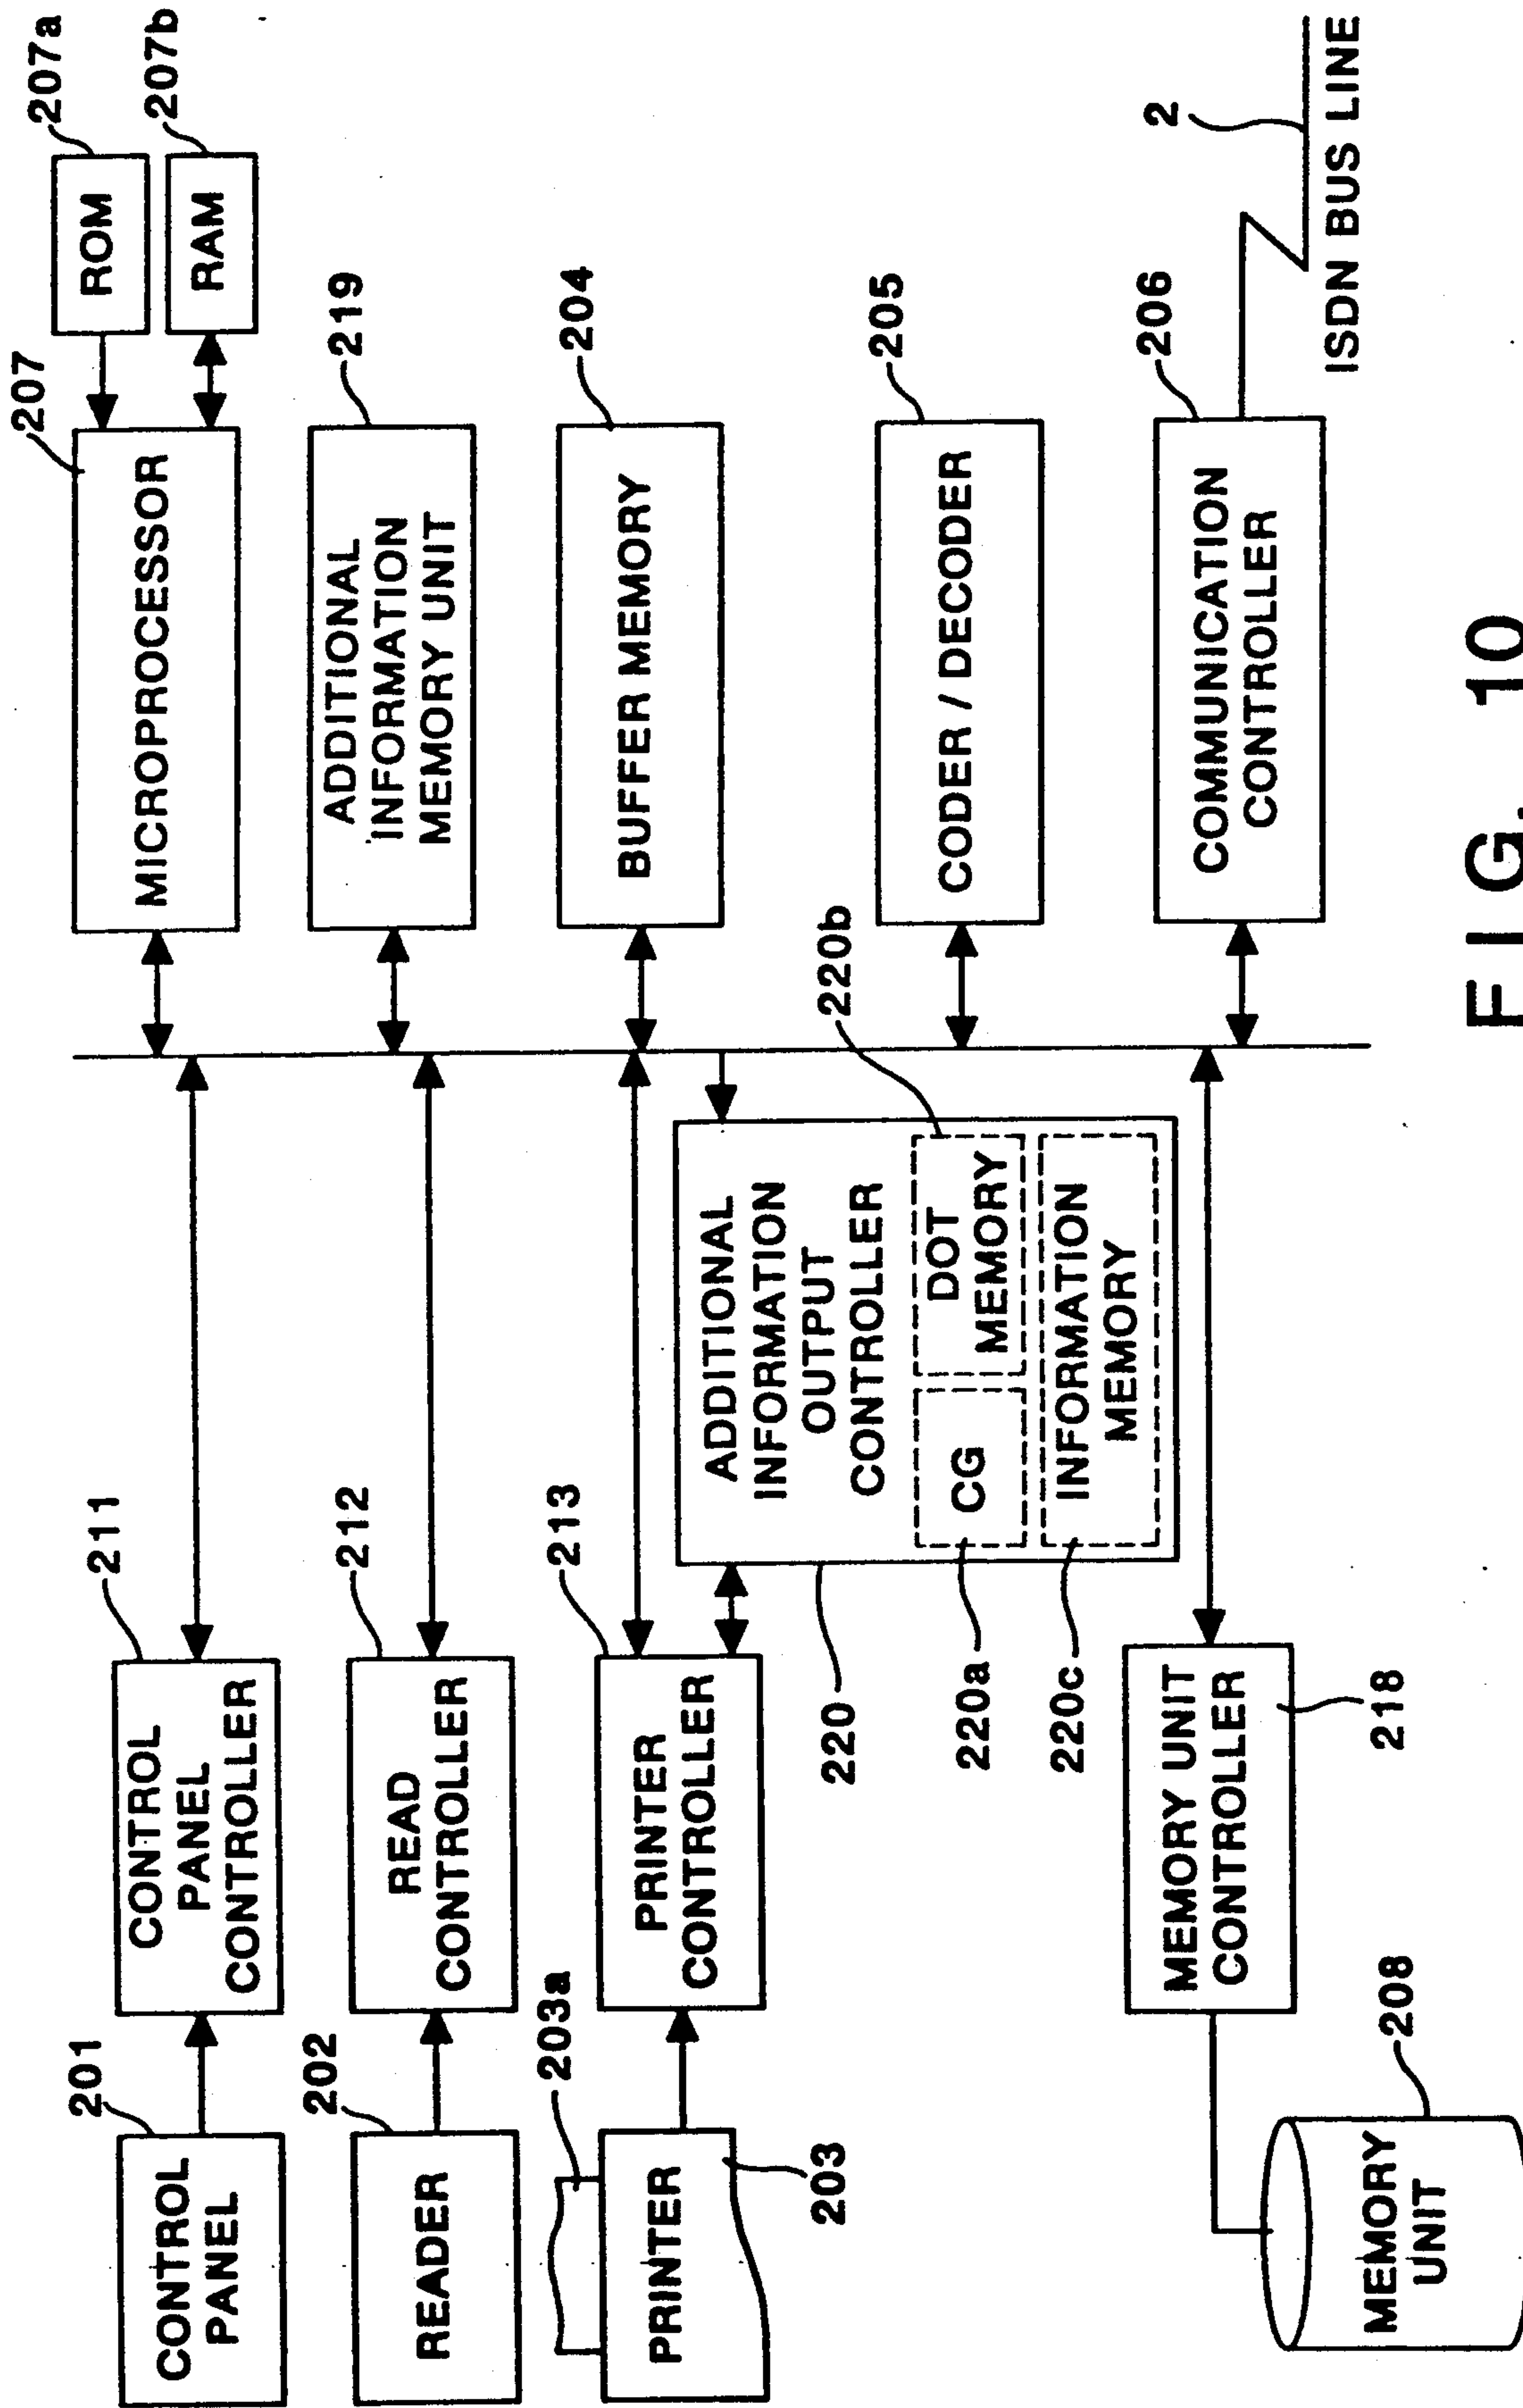 201
CONTROL
PANEL
211
CONTROL
PANEL
CONTROLLER
207
MICROPROCESSOR
207a
ROM
207b
RAM
202
READER
212
READ
CONTROLLER
219
ADDITIONAL
INFORMATION
MEMORY UNIT
203a
PRINTER
203
213
PRINTER
CONTROLLER
204
BUFFER MEMORY
220
ADDITIONAL
INFORMATION
OUTPUT
CONTROLLER
220a
CG
220b
DOT
MEMORY
220c
INFORMATION
MEMORY
205
CODER / DECODER
208
MEMORY
UNIT
MEMORY UNIT
CONTROLLER
218
206
COMMUNICATION
CONTROLLER
2
ISDN BUS LINE
FIG. 10